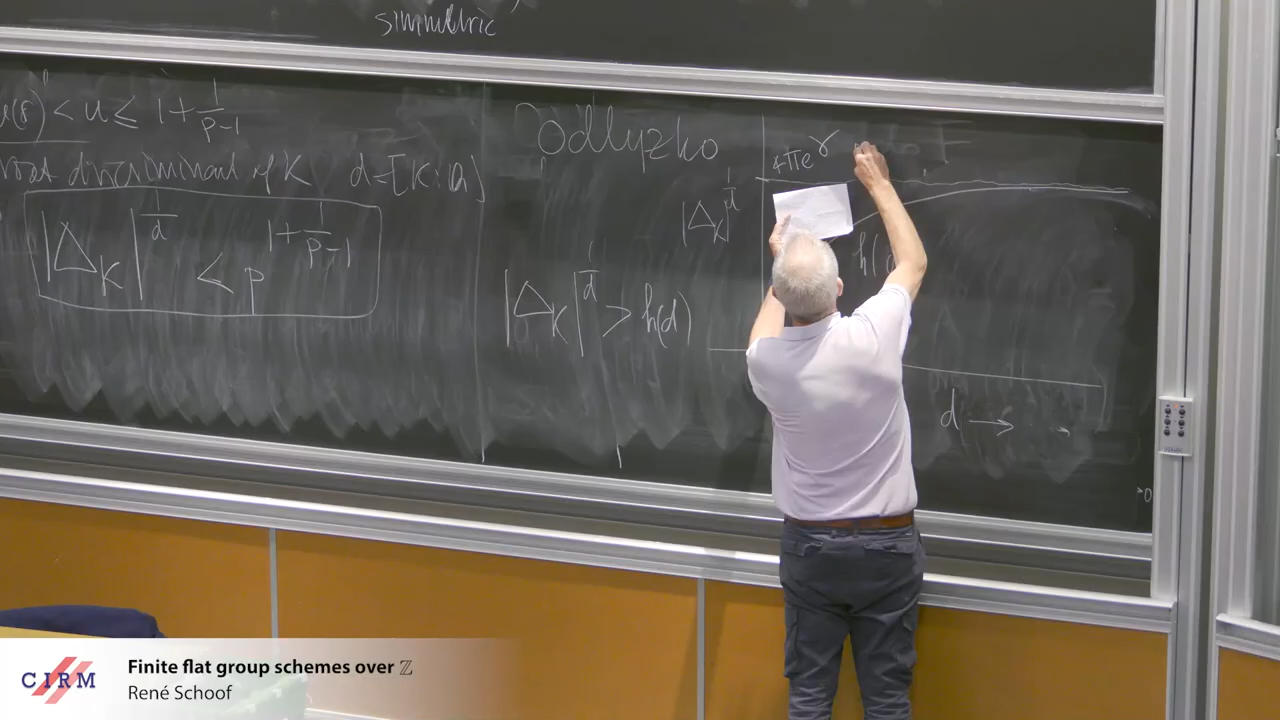 symmetric
< u ≤ 1 + 1/(p-1)
discriminant of K d=[K:Q]
|Δ_K|^{1/d} < p^{1+1/(p-1)}
Odlyzko
|Δ_K|^{1/d} > h(d)
4πe^γ
|Δ_K|^{1/d}
h(
d →
CIRM
Finite flat group schemes over ℤ
René Schoof